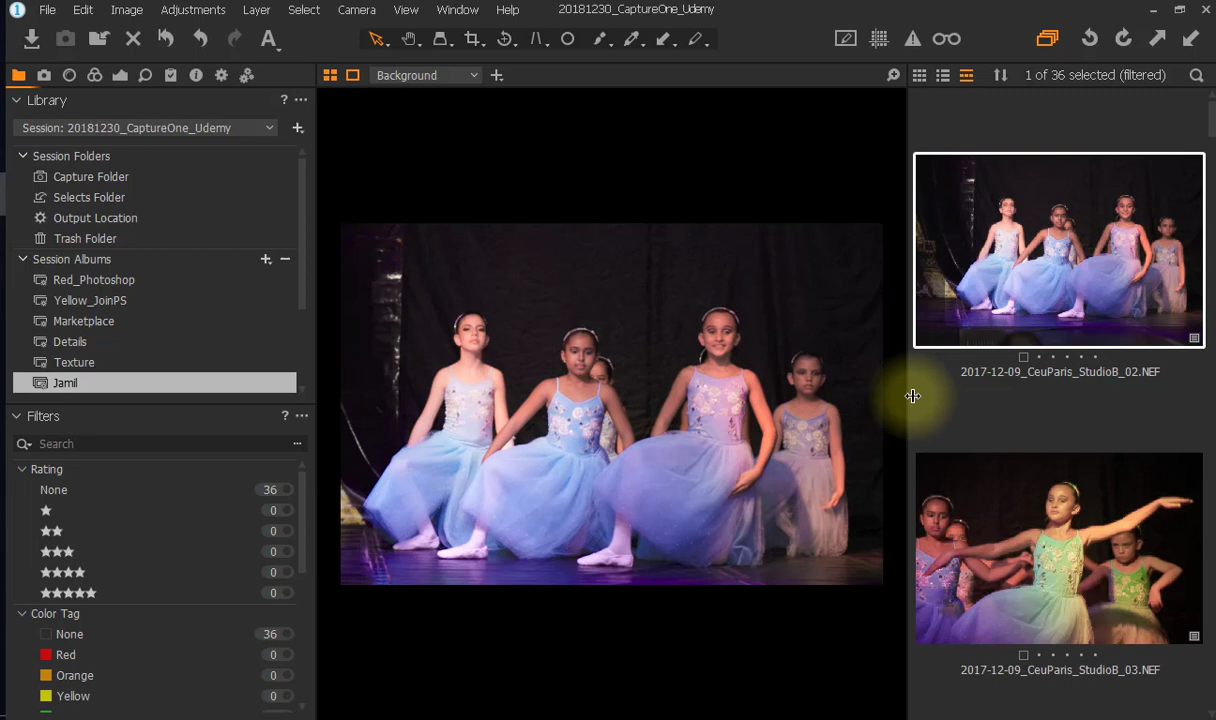 File Edit Image Adjustments Layer Select Camera View Window Help 20181230_CaptureOne_Udemy
Background
1 of 36 selected (filtered)
Library
Session: 20181230_CaptureOne_Udemy
Session Folders
Capture Folder
Selects Folder
Output Location
Trash Folder
Session Albums
Red_Photoshop
Yellow_JoinPS
Marketplace
Details
Texture
Jamil
Filters
Search
Rating
None 36
0
0
0
0
0
Color Tag
None 36
Red 0
Orange 0
Yellow 0
2017-12-09_CeuParis_StudioB_02.NEF
2017-12-09_CeuParis_StudioB_03.NEF